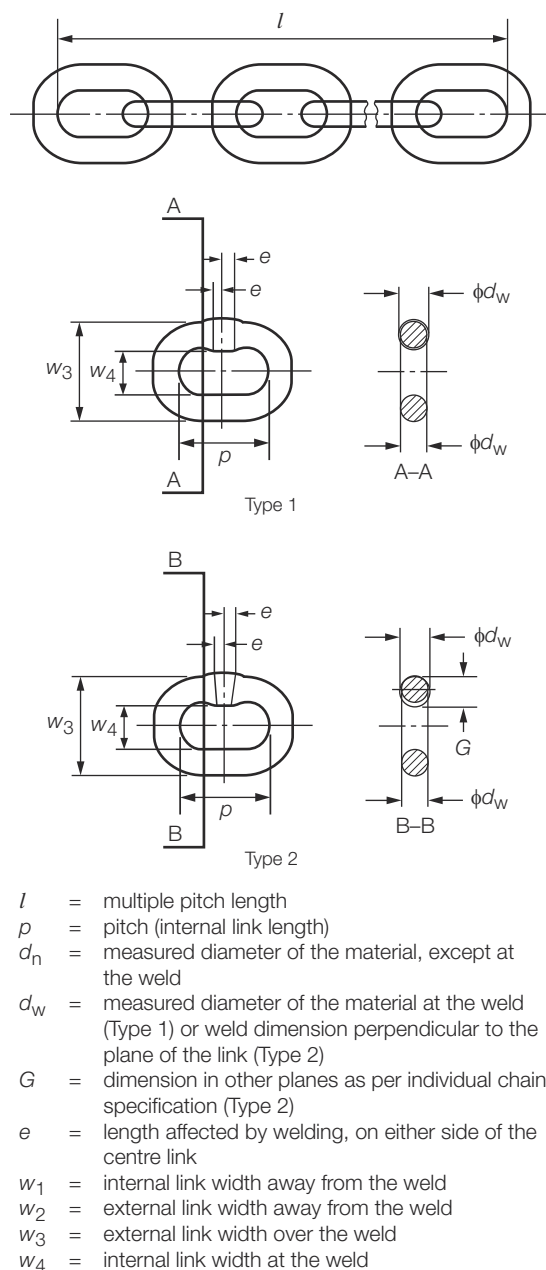 l
A
e
e
w3
w4
p
A
Type 1
ϕdw
ϕdw
A–A
B
e
e
w3
w4
p
B
Type 2
ϕdw
G
ϕdw
B–B
l = multiple pitch length
p = pitch (internal link length)
dn = measured diameter of the material, except at
the weld
dw = measured diameter of the material at the weld
(Type 1) or weld dimension perpendicular to the
plane of the link (Type 2)
G = dimension in other planes as per individual chain
specification (Type 2)
e = length affected by welding, on either side of the
centre link
w1 = internal link width away from the weld
w2 = external link width away from the weld
w3 = external link width over the weld
w4 = internal link width at the weld